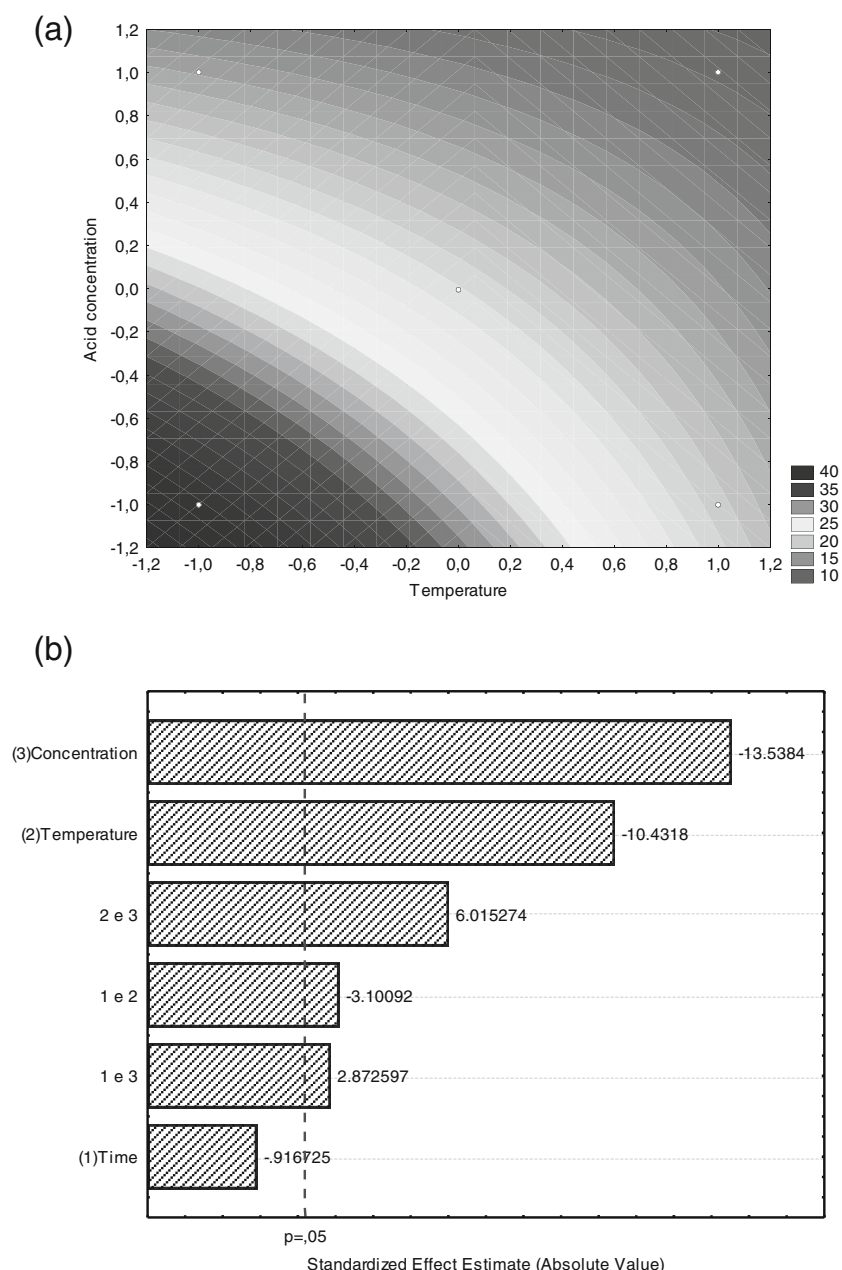 (a)
1,2
1,0
0,8
0,6
0,4
0,2
0,0
-0,2
-0,4
-0,6
-0,8
-1,0
-1,2
Acid concentration
-1,2 -1,0 -0,8 -0,6 -0,4 -0,2 0,0 0,2 0,4 0,6 0,8 1,0 1,2
Temperature
40
35
30
25
20
15
10
(b)
(3)Concentration -13.5384
(2)Temperature -10.4318
2 e 3 6.015274
1 e 2 -3.10092
1 e 3 2.872597
(1)Time -.916725
p=,05
Standardized Effect Estimate (Absolute Value)